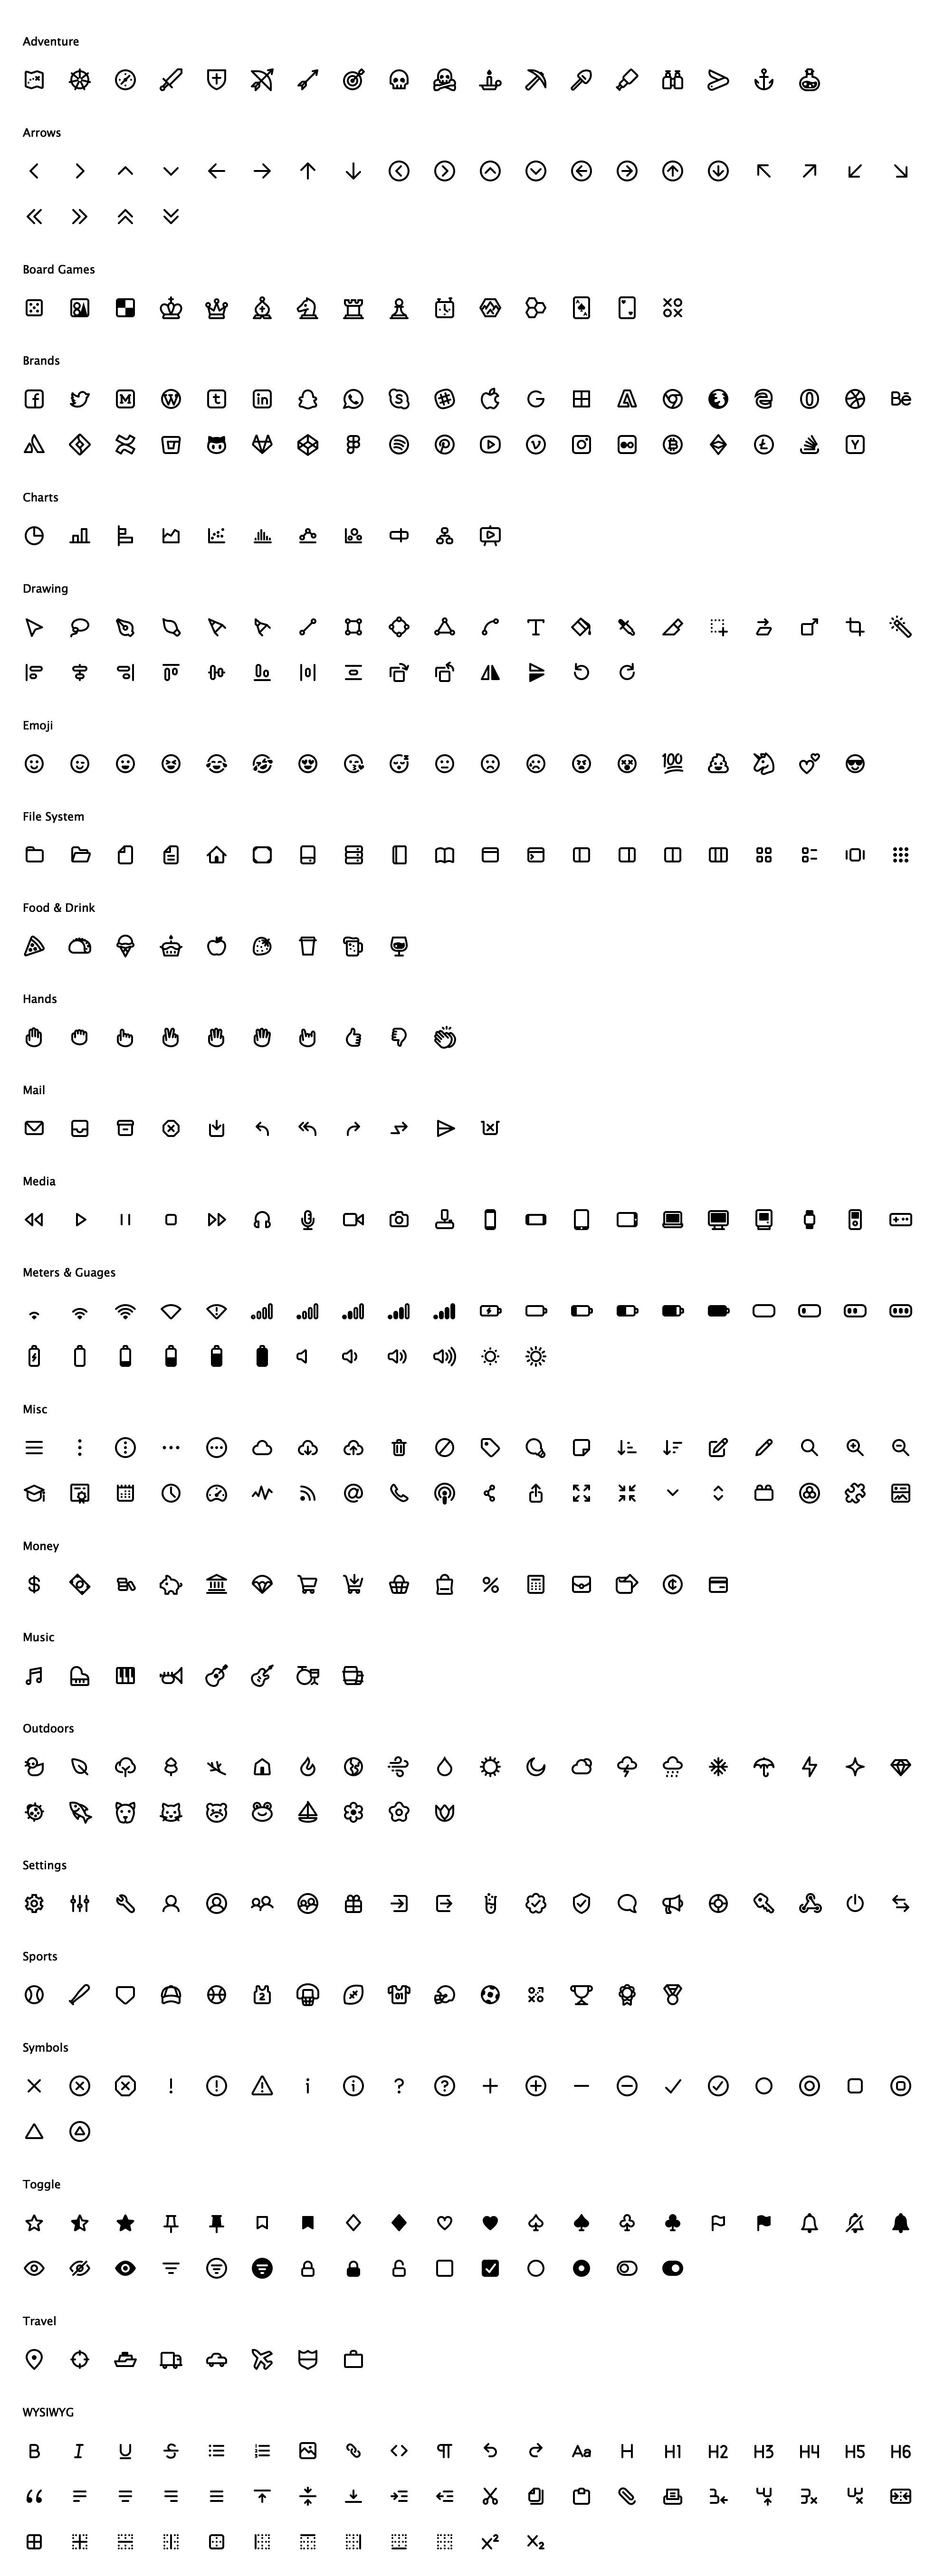 Adventure
Arrows
Board Games
Brands
Bē
Charts
Drawing
T
Emoji
100
File System
Food & Drink
Hands
Mail
Media
Meters & Guages
Misc
@
Money
$ %
Music
Outdoors
Settings
Sports
2 01
Symbols
! ! ! i i ? ?
Toggle
Travel
WYSIWYG
B I U S ¶ Aa H H1 H2 H3 H4 H5 H6
“
X² X₂